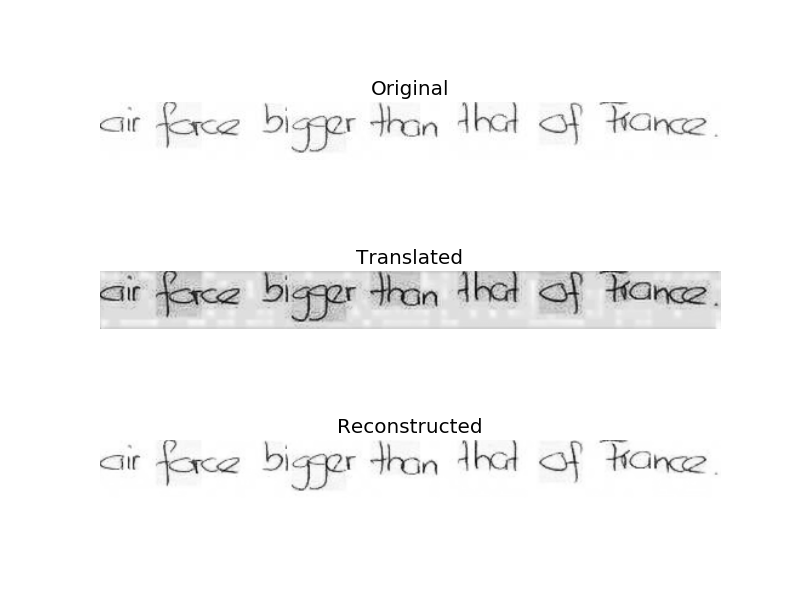 Original
air force bigger than that of France.
Translated
air force bigger than that of France.
Reconstructed
air force bigger than that of France.